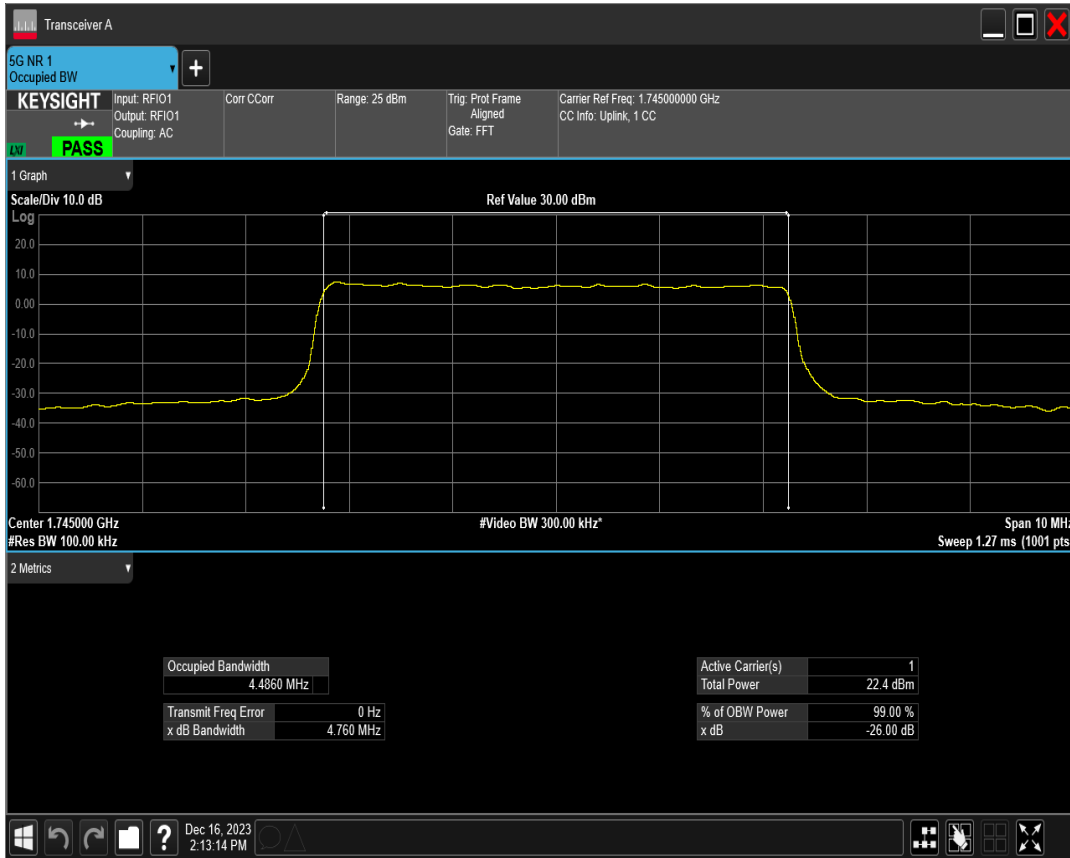 Transceiver A
5G NR 1
Occupied BW
KEYSIGHT
LXI
PASS
Input: RFIO1
Output: RFIO1
Coupling: AC
Corr CCorr
Range: 25 dBm
Trig: Prot Frame
Aligned
Gate: FFT
Carrier Ref Freq: 1.745000000 GHz
CC Info: Uplink, 1 CC
1 Graph
Scale/Div 10.0 dB
Ref Value 30.00 dBm
Log
20.0
10.0
0.00
-10.0
-20.0
-30.0
-40.0
-50.0
-60.0
Center 1.745000 GHz
#Video BW 300.00 kHz*
Span 10 MHz
#Res BW 100.00 kHz
Sweep 1.27 ms (1001 pts
2 Metrics
Occupied Bandwidth
4.4860 MHz
Transmit Freq Error 0 Hz
x dB Bandwidth 4.760 MHz
Active Carrier(s) 1
Total Power 22.4 dBm
% of OBW Power 99.00 %
x dB -26.00 dB
?
Dec 16, 2023
2:13:14 PM